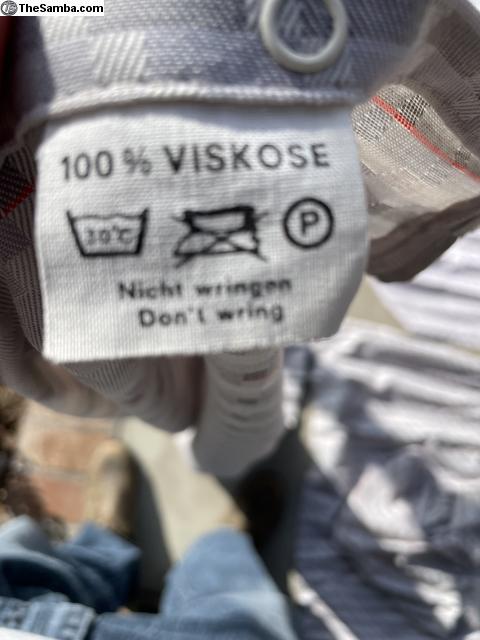 TheSamba.com
100% VISKOSE
30°C P
Nicht wringen
Don't wring